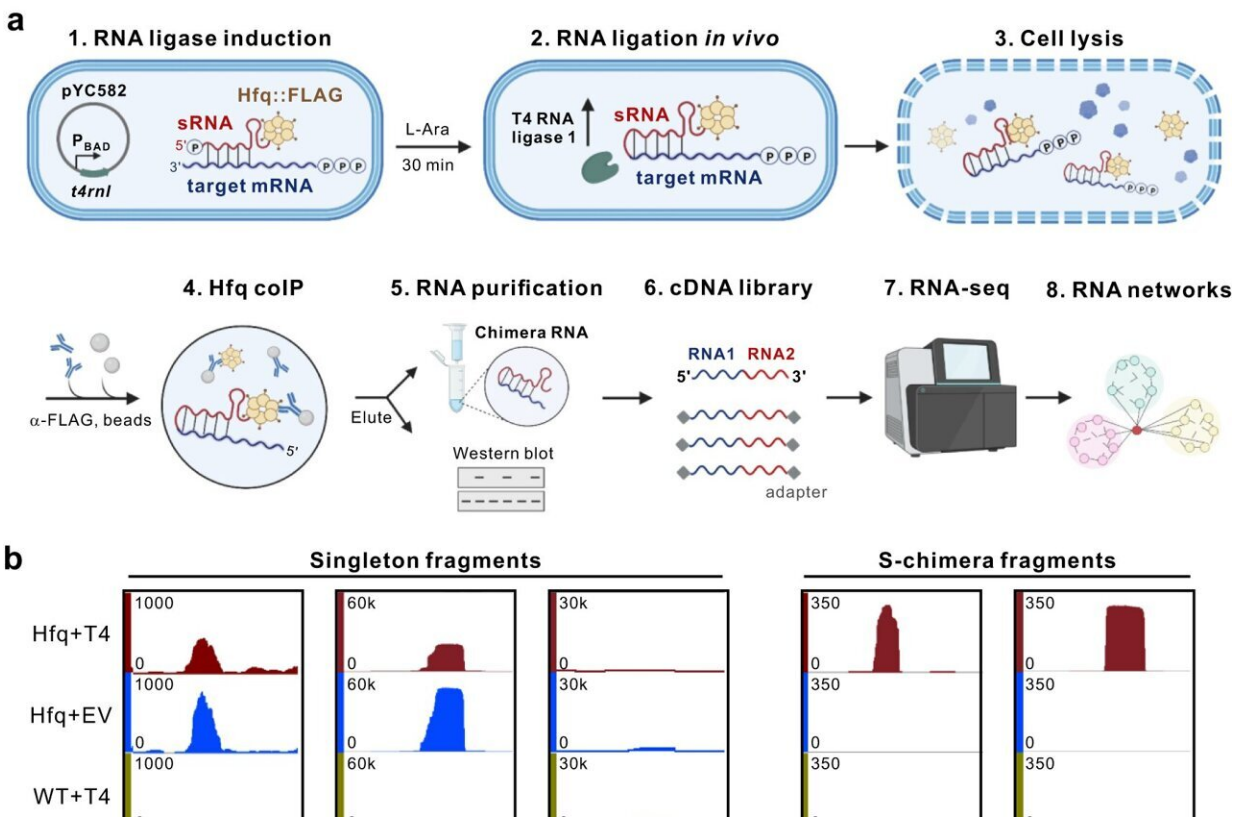 a
1. RNA ligase induction
2. RNA ligation in vivo
3. Cell lysis
pYC582
PBAD
t4rnl
Hfq::FLAG
sRNA
5' P
3'
P P P
target mRNA
L-Ara
30 min
T4 RNA
ligase 1
sRNA
P P P
target mRNA
P P P
P P P
4. Hfq coIP
5. RNA purification
6. cDNA library
7. RNA-seq
8. RNA networks
α-FLAG, beads
5'
Elute
Chimera RNA
Western blot
RNA1 RNA2
5' 3'
adapter
b
Singleton fragments
S-chimera fragments
Hfq+T4
1000
0
60k
0
30k
0
350
0
350
0
Hfq+EV
1000
0
60k
0
30k
0
350
0
350
0
WT+T4
1000
60k
30k
350
350